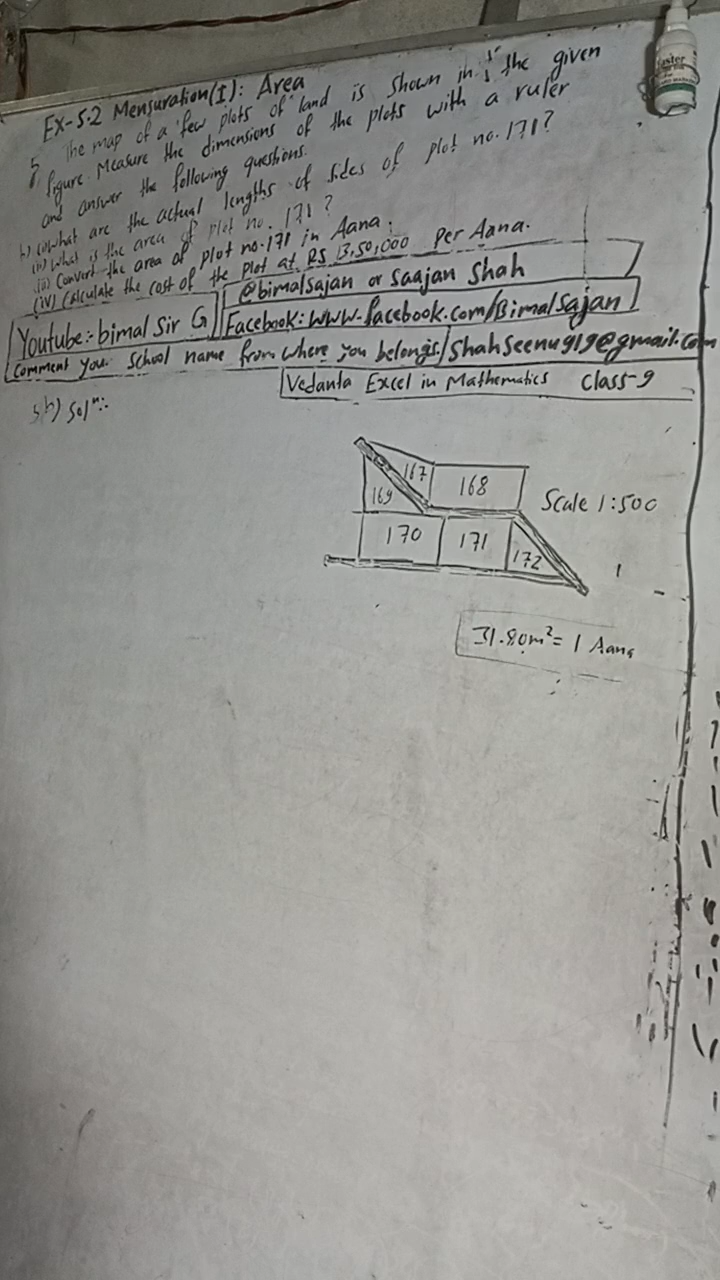 Ex-5.2 Mensuration(I): Area
5. The map of a few plots of land is shown in the given
figure. Measure the dimensions of the plots with a ruler
and answer the following questions.
b) (i) What are the actual lengths of sides of plot no. 171?
(ii) What is the area of plot no. 171?
(iii) Convert the area of plot no. 171 in Aana.
(iv) Calculate the cost of the plot at RS 13,50,000 per Aana.
@bimalsajan or Saajan Shah
Youtube:- bimal Sir G
Facebook: WWW.facebook.com/Bimalsajan
Comment your School name from where you belongs.
Shahseenu919@gmail.com
Vedanta Excel in Mathematics Class-9
5.b) Solⁿ:
167
168
169
Scale 1:500
170
171
172
31.80m²= 1 Aana